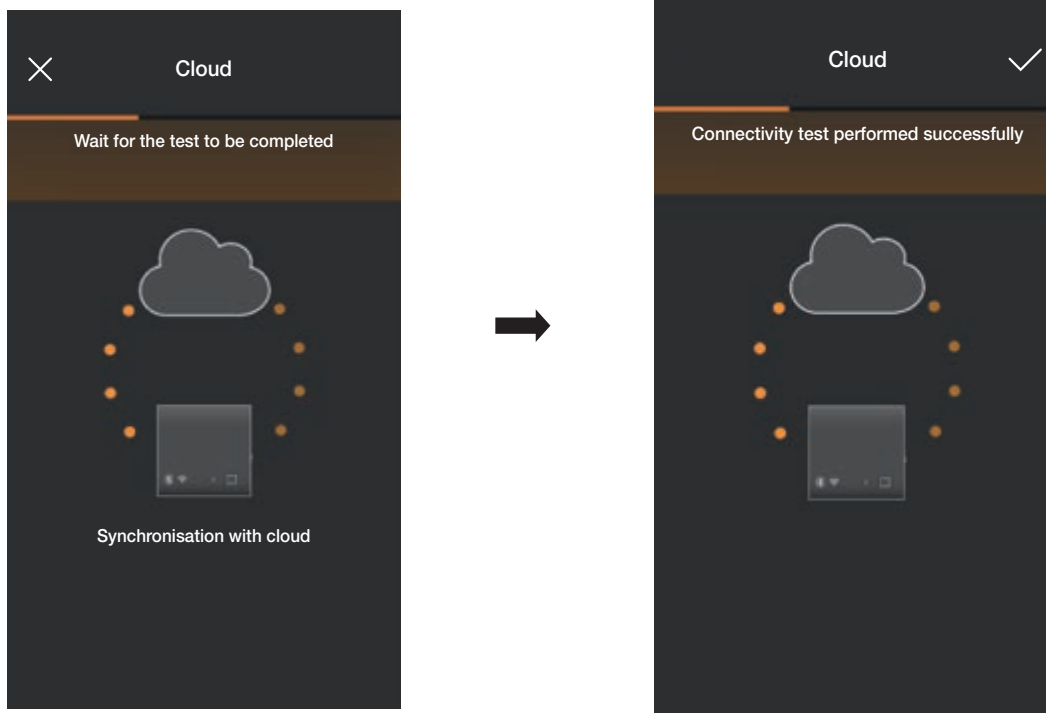 Cloud
Wait for the test to be completed
Synchronisation with cloud
Cloud
Connectivity test performed successfully